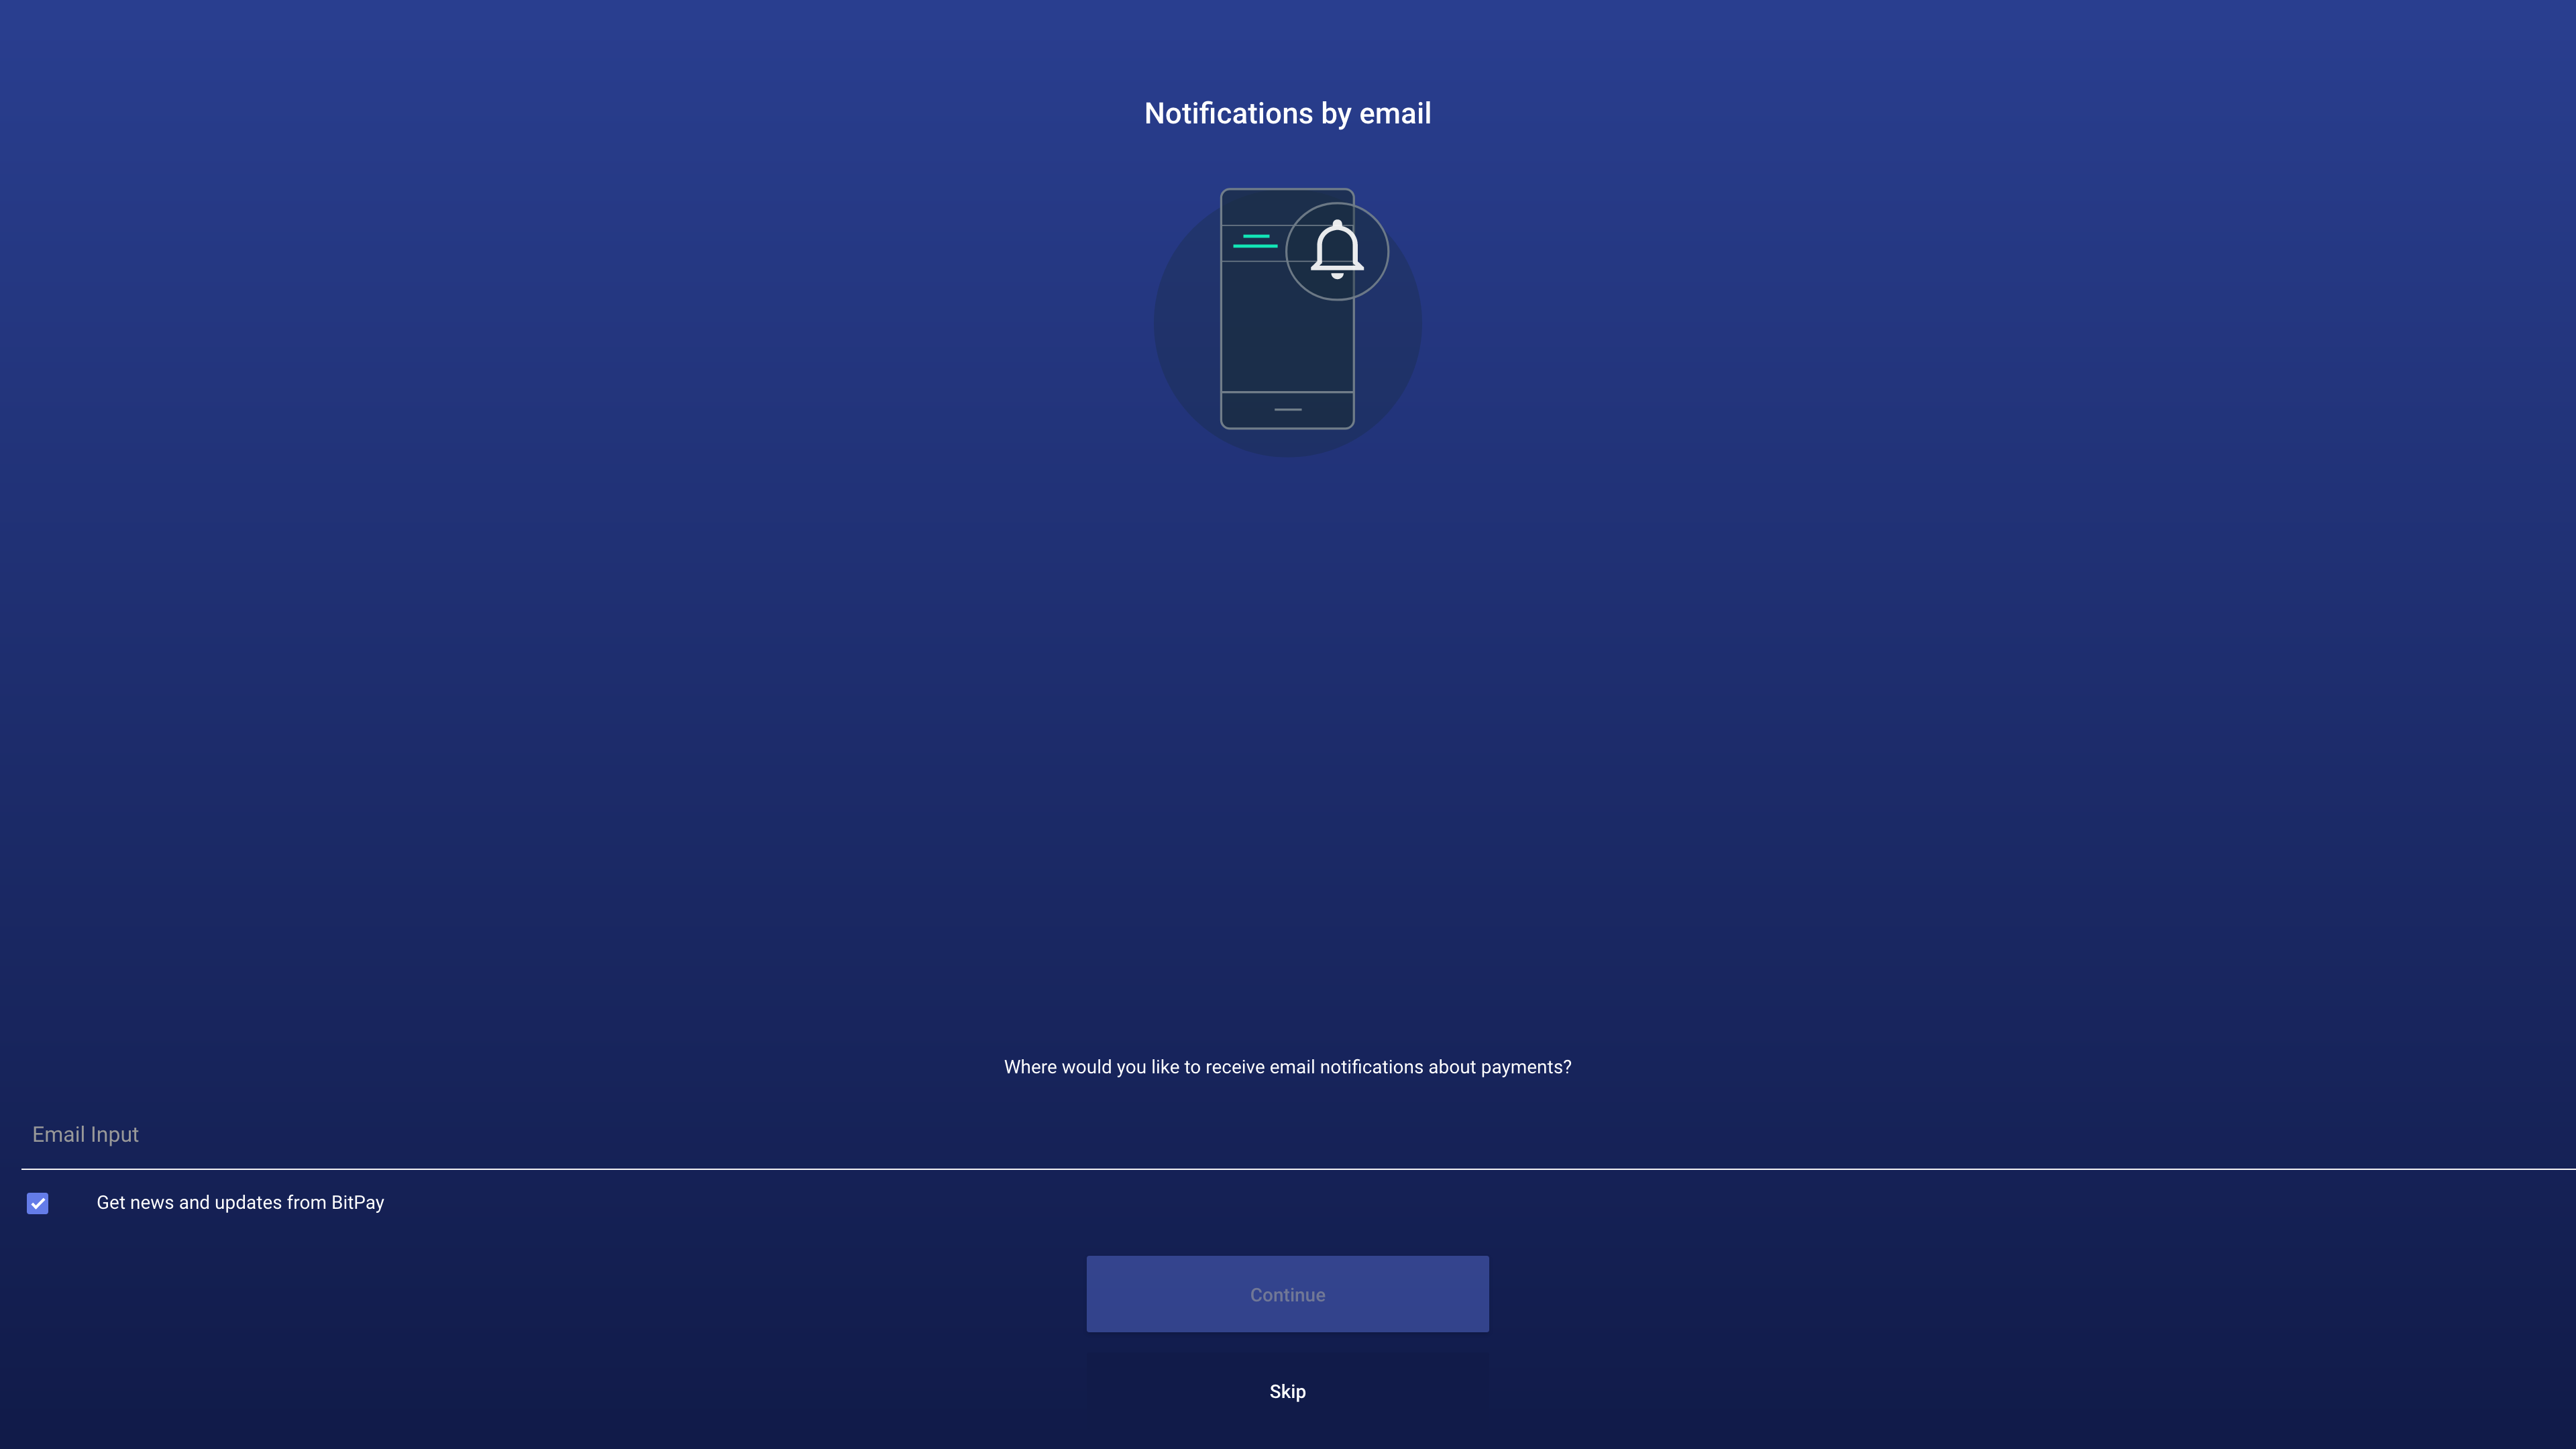 Notifications by email
Where would you like to receive email notifications about payments?
Email Input
Get news and updates from BitPay
Continue
Skip